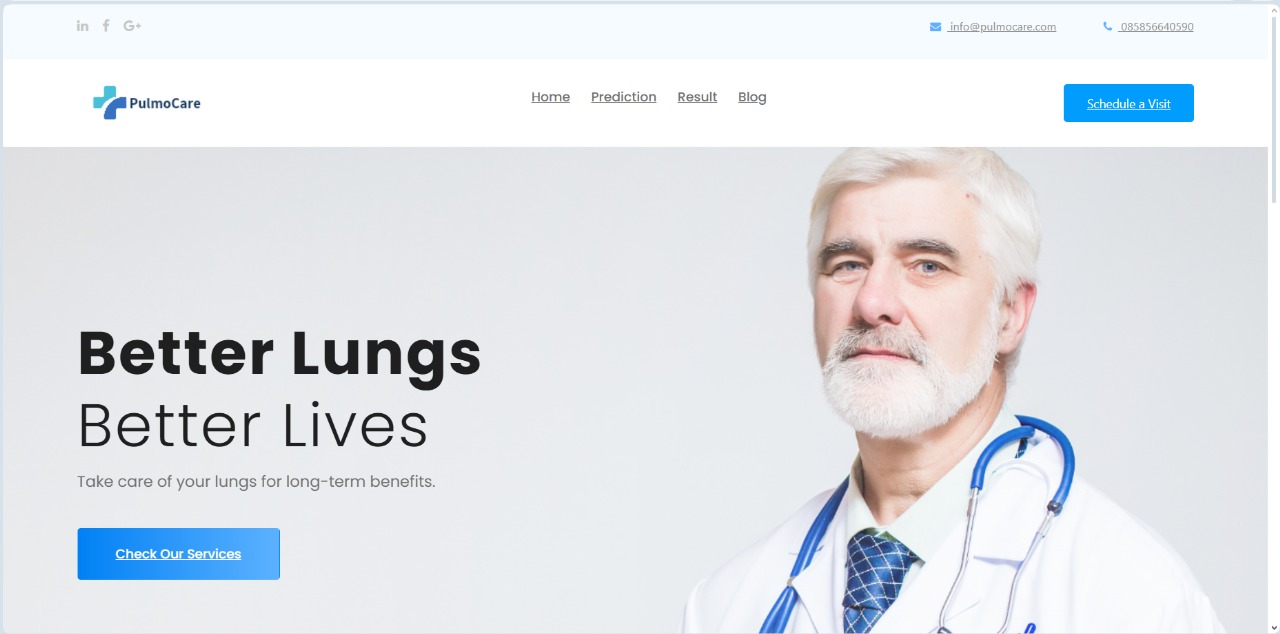 info@pulmocare.com 085856640590
PulmoCare Home Prediction Result Blog Schedule a Visit
Better Lungs
Better Lives
Take care of your lungs for long-term benefits.
Check Our Services